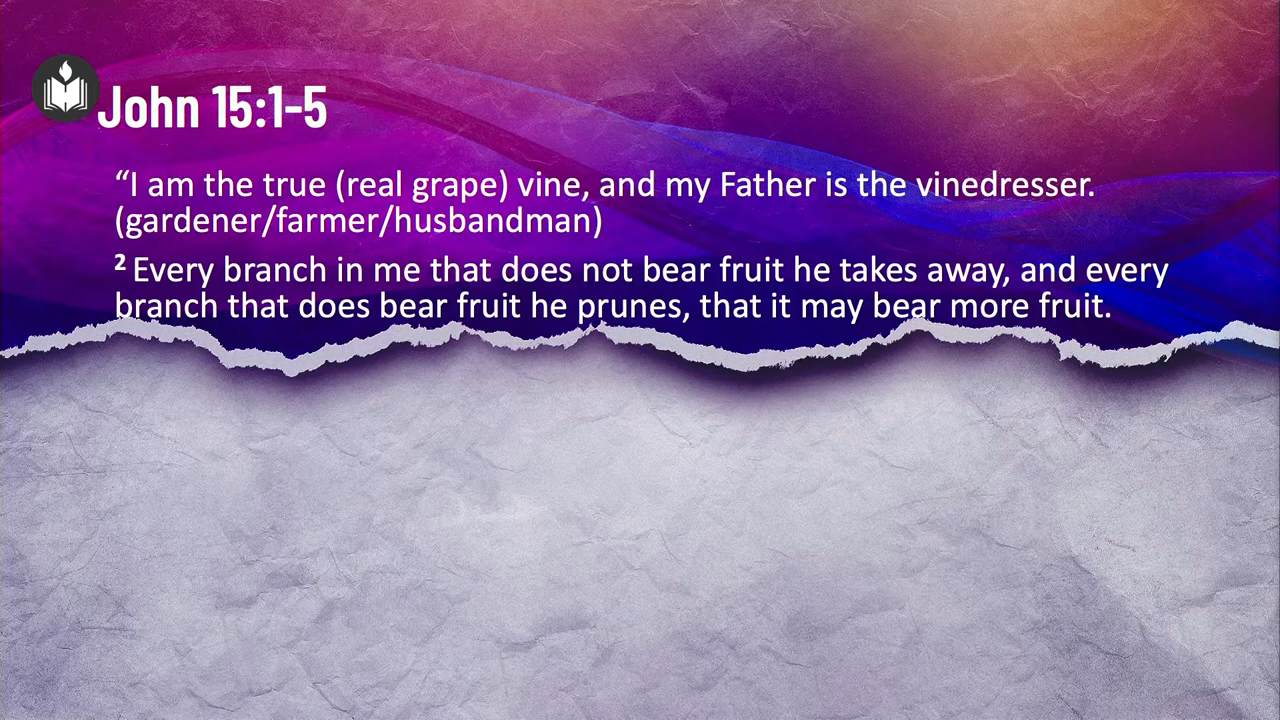 John 15:1-5
“I am the true (real grape) vine, and my Father is the vinedresser.
(gardener/farmer/husbandman)
2 Every branch in me that does not bear fruit he takes away, and every
branch that does bear fruit he prunes, that it may bear more fruit.